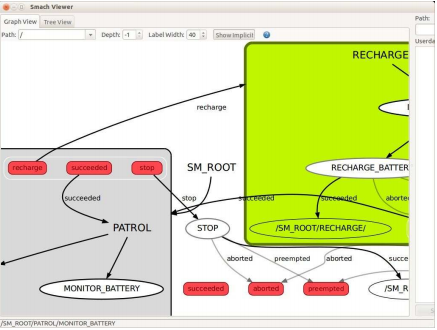 Smach Viewer
Graph View Tree View
Path: / Depth: -1 Label Width: 40 Show Implicit
Path:
Userda
RECHARGE
recharge
recharge succeeded stop
SM_ROOT
RECHARGE_BATTER
succeeded stop succeeded succeeded aborte
PATROL STOP /SM_ROOT/RECHARGE/
aborted preempted aborted succe
MONITOR_BATTERY succeeded aborted preempted /SM_R
/SM_ROOT/PATROL/MONITOR_BATTERY